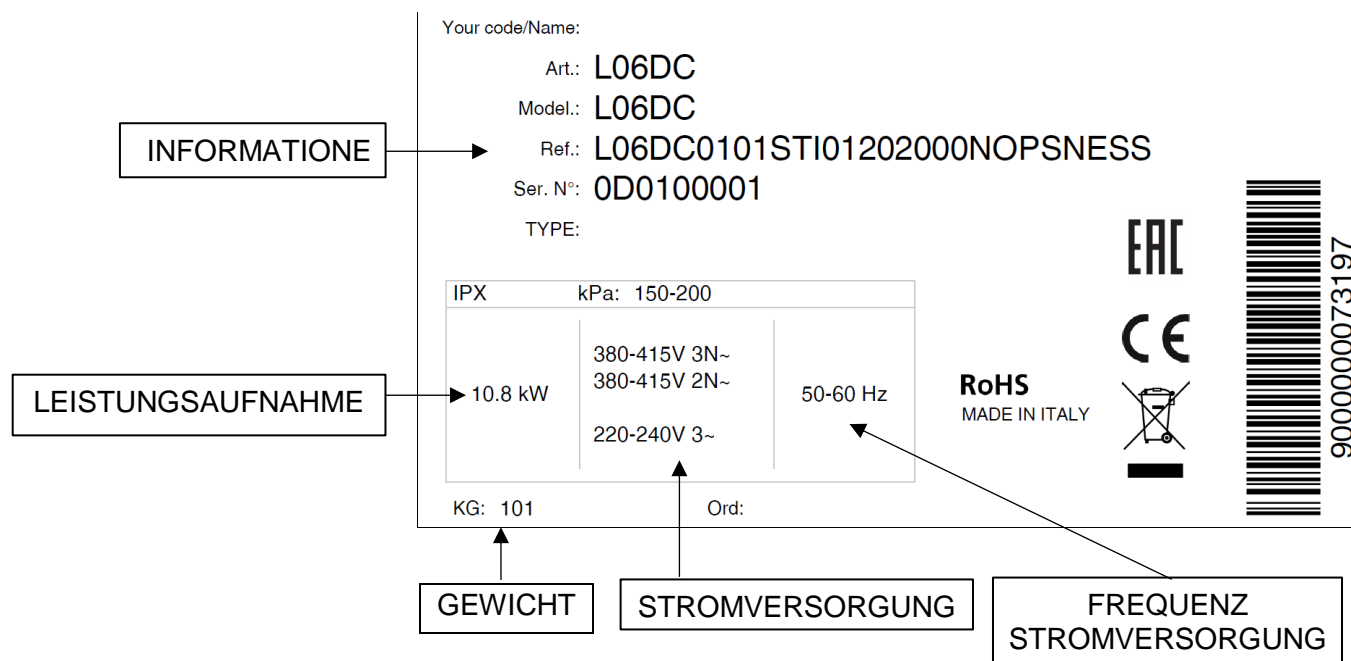 Your code/Name:
Art.: L06DC
Model.: L06DC
INFORMATIONE
Ref.: L06DC0101STI01202000NOPSNESS
Ser. N°: 0D0100001
TYPE:
EAC
IPX kPa: 150-200
CE
380-415V 3N~
380-415V 2N~
LEISTUNGSAUFNAHME
10.8 kW
50-60 Hz
220-240V 3~
RoHS
MADE IN ITALY
9000000073197
KG: 101 Ord:
GEWICHT
STROMVERSORGUNG
FREQUENZ
STROMVERSORGUNG